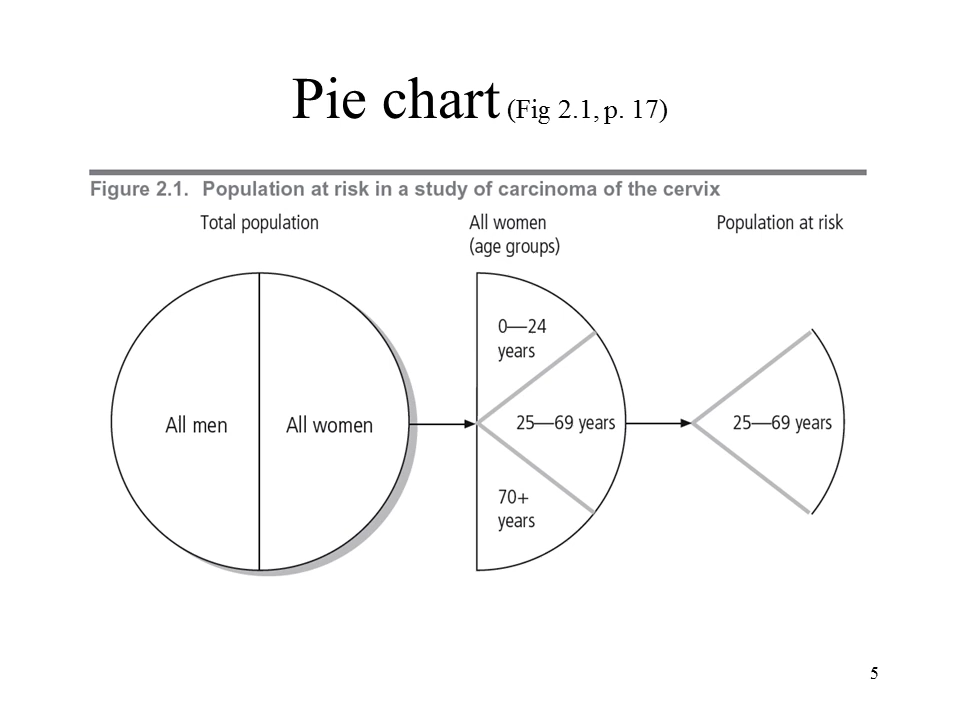 Pie chart (Fig 2.1, p. 17)
Figure 2.1. Population at risk in a study of carcinoma of the cervix
Total population
All women
(age groups)
Population at risk
All men
All women
0—24
years
25—69 years
70+
years
25—69 years
5